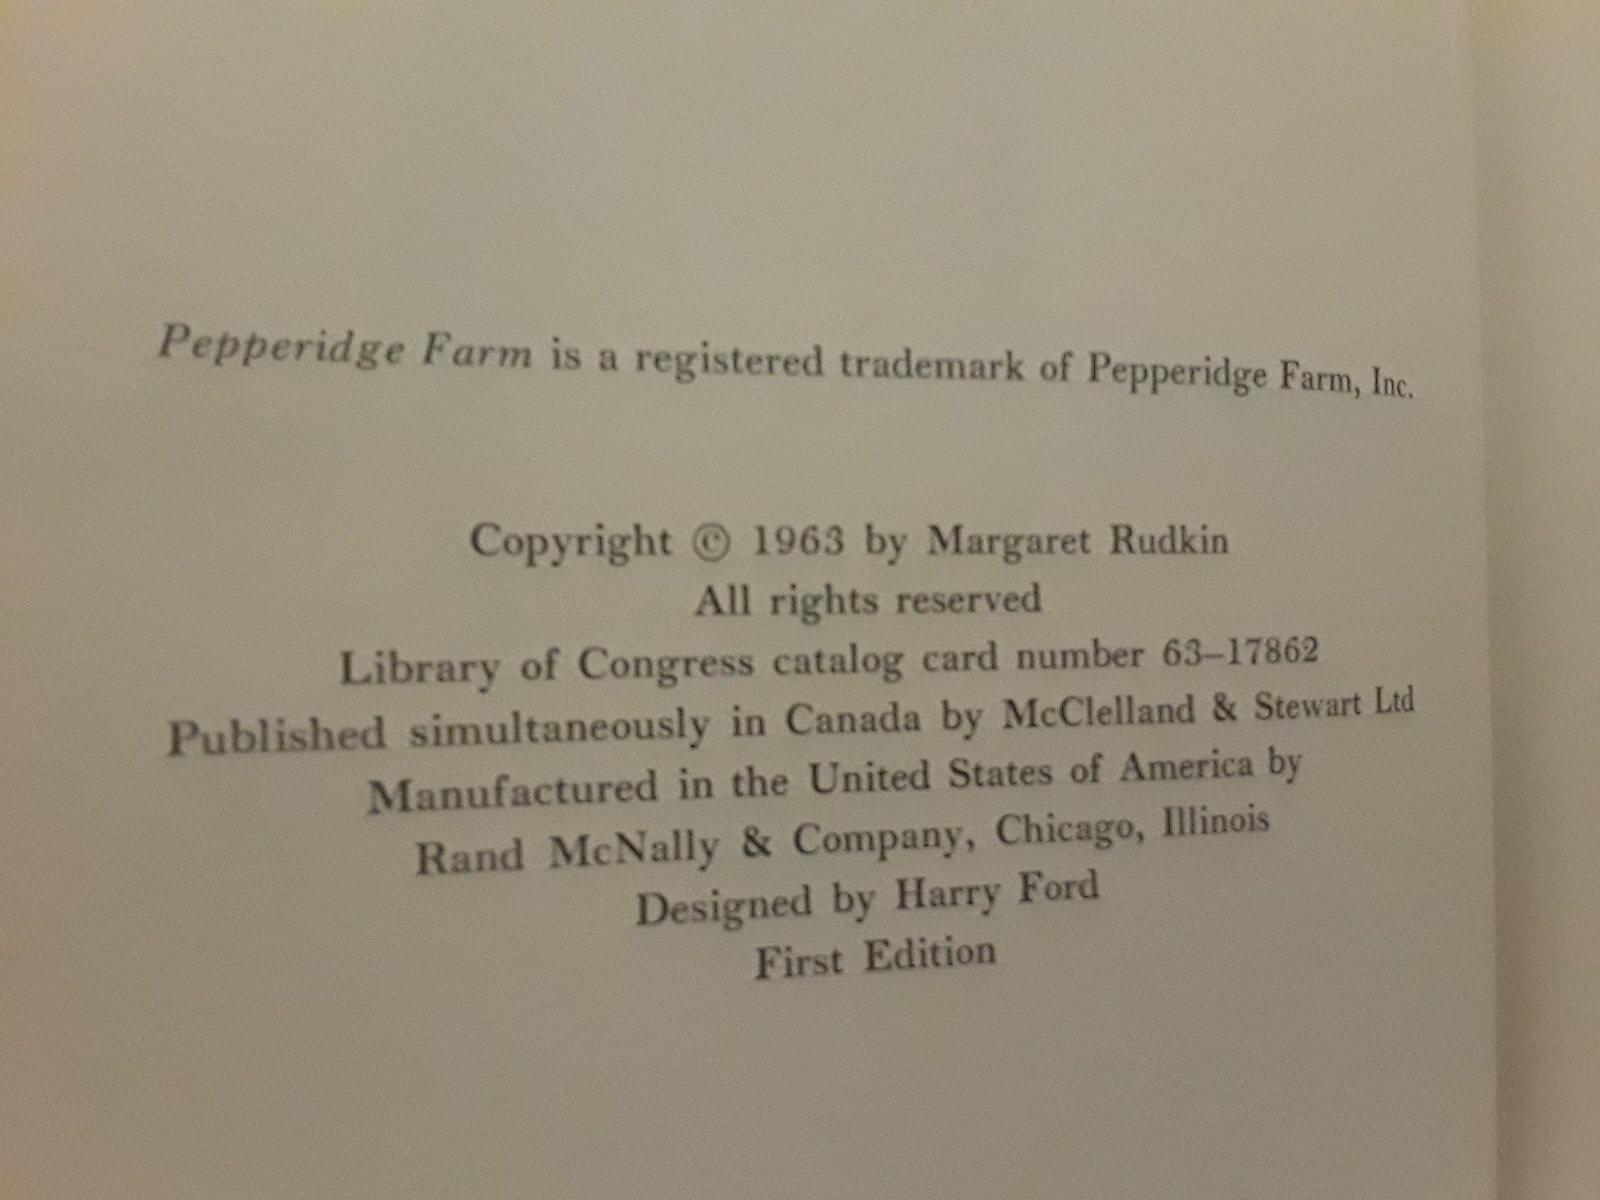 Pepperidge Farm is a registered trademark of Pepperidge Farm, Inc.
Copyright © 1963 by Margaret Rudkin
All rights reserved
Library of Congress catalog card number 63–17862
Published simultaneously in Canada by McClelland & Stewart Ltd
Manufactured in the United States of America by
Rand McNally & Company, Chicago, Illinois
Designed by Harry Ford
First Edition